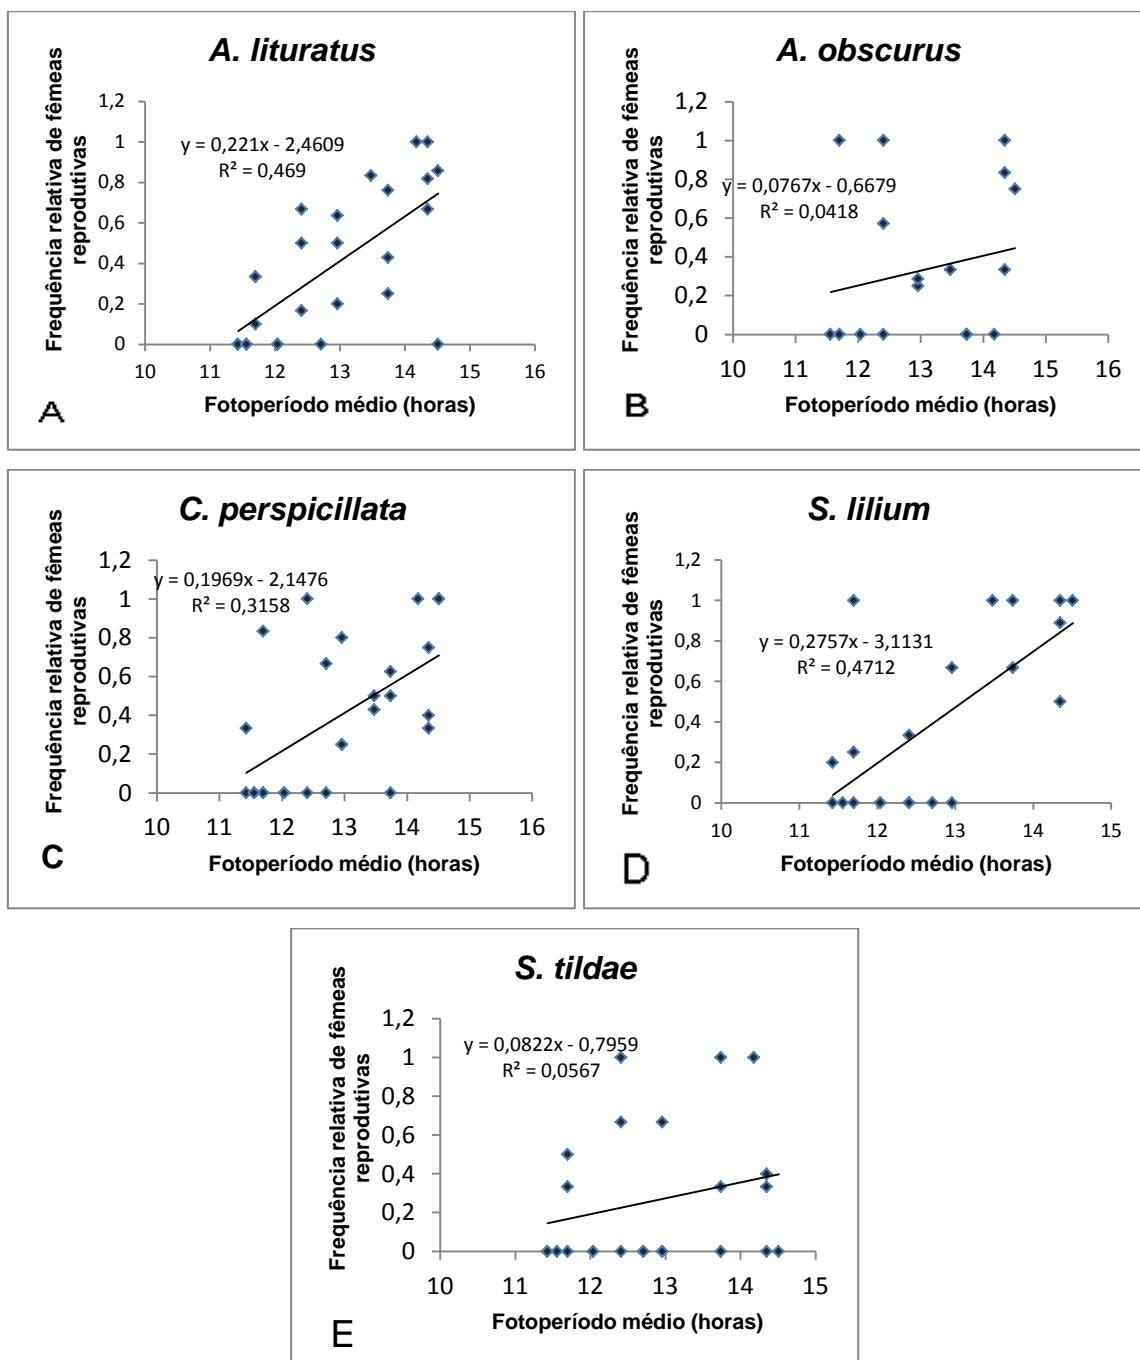 A. lituratus
Frequência relativa de fêmeas
reprodutivas
1,2
1
0,8
0,6
0,4
0,2
0
y = 0,221x - 2,4609
R² = 0,469
10 11 12 13 14 15 16
Fotoperíodo médio (horas)
A
A. obscurus
Frequência relativa de fêmeas
reprodutivas
1,2
1
0,8
0,6
0,4
0,2
0
y = 0,0767x - 0,6679
R² = 0,0418
10 11 12 13 14 15 16
Fotoperíodo médio (horas)
B
C. perspicillata
Frequência relativa de fêmeas
reprodutivas
1,2
1
0,8
0,6
0,4
0,2
0
y = 0,1969x - 2,1476
R² = 0,3158
10 11 12 13 14 15 16
Fotoperíodo médio (horas)
C
S. lilium
Frequência relativa de fêmeas
reprodutivas
1,2
1
0,8
0,6
0,4
0,2
0
y = 0,2757x - 3,1131
R² = 0,4712
10 11 12 13 14 15
Fotoperíodo médio (horas)
D
S. tildae
Frequência relativa de fêmeas
reprodutivas
1,2
1
0,8
0,6
0,4
0,2
0
y = 0,0822x - 0,7959
R² = 0,0567
10 11 12 13 14 15
Fotoperíodo médio (horas)
E